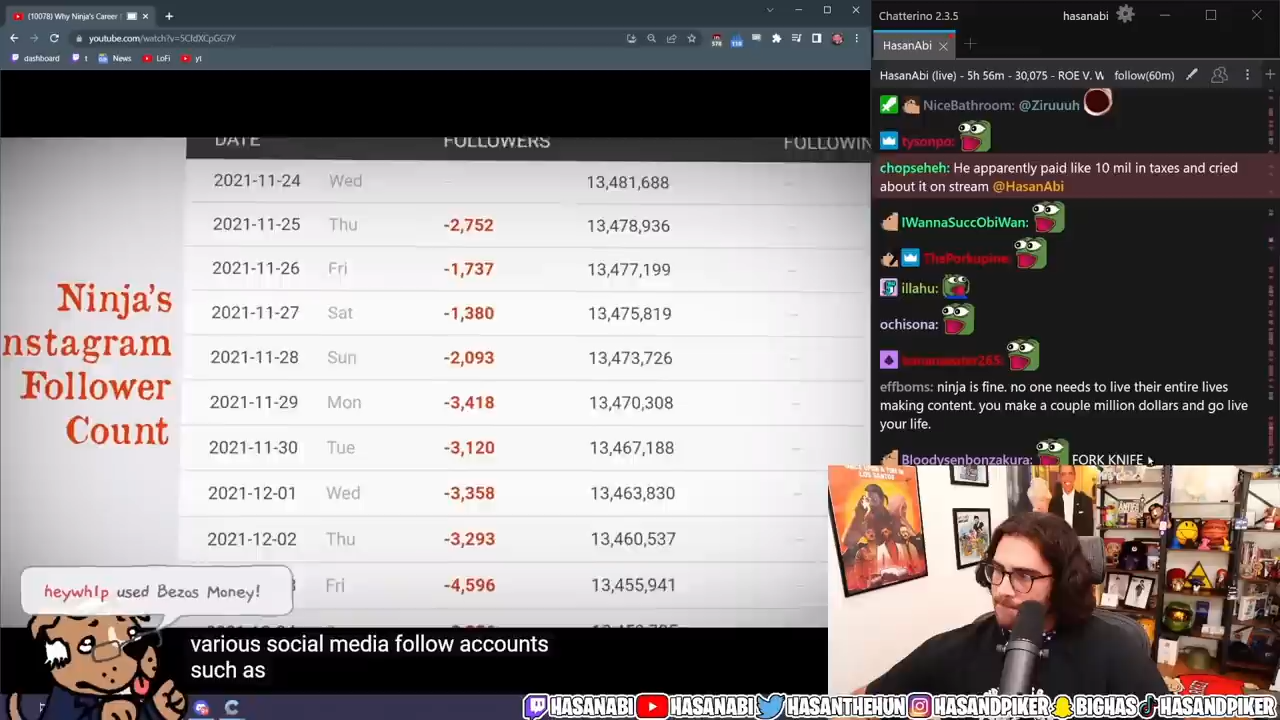 (10078) Why Ninja's Career
youtube.com/watch?v=5CfdXCpGG7Y
dashboard
t
News
LoFi
yt
DATE FOLLOWERS FOLLOWIN
2021-11-24 Wed 13,481,688 --
2021-11-25 Thu -2,752 13,478,936 --
2021-11-26 Fri -1,737 13,477,199 --
2021-11-27 Sat -1,380 13,475,819 --
2021-11-28 Sun -2,093 13,473,726 --
2021-11-29 Mon -3,418 13,470,308 --
2021-11-30 Tue -3,120 13,467,188 --
2021-12-01 Wed -3,358 13,463,830 --
2021-12-02 Thu -3,293 13,460,537 --
Fri -4,596 13,455,941
Ninja's
nstagram
Follower
Count
heywh1p used Bezos Money!
various social media follow accounts
such as
Chatterino 2.3.5
hasanabi
HasanAbi
HasanAbi (live) - 5h 56m - 30,075 - ROE V. W follow(60m)
NiceBathroom: @Ziruuuh
tysonpo:
chopseheh: He apparently paid like 10 mil in taxes and cried
about it on stream @HasanAbi
IWannaSuccObiWan:
ThePorkupine:
illahu:
ochisona:
bananawater265:
effboms: ninja is fine. no one needs to live their entire lives
making content. you make a couple million dollars and go live
your life.
Bloodysenbonzakura: FORK KNIFE
LOS SANTOS
HASANABI HASANABI HASANTHEHUN HASANDPIKER BIGHAS HASANDPIKER